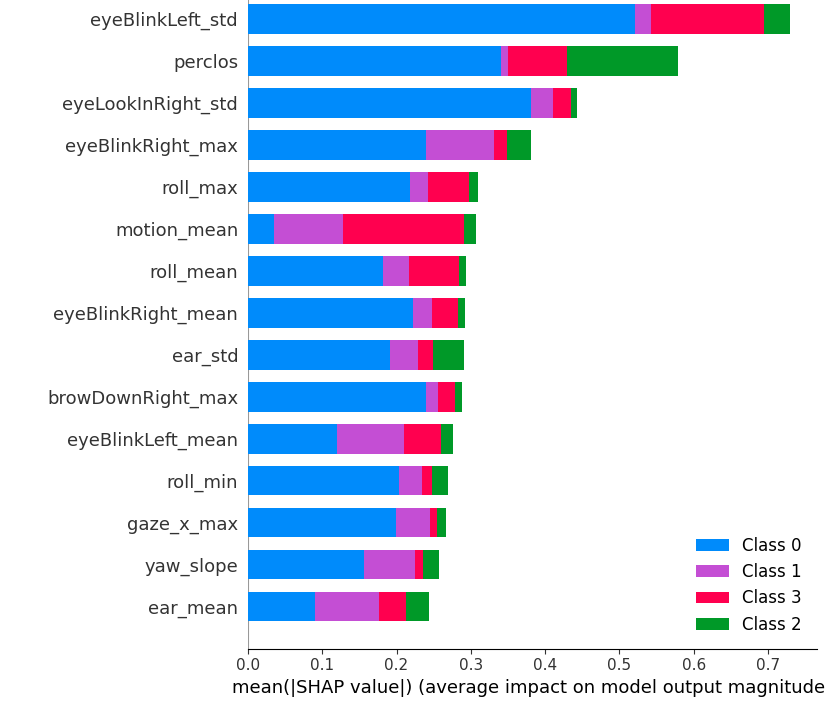 eyeBlinkLeft_std
perclos
eyeLookInRight_std
eyeBlinkRight_max
roll_max
motion_mean
roll_mean
eyeBlinkRight_mean
ear_std
browDownRight_max
eyeBlinkLeft_mean
roll_min
gaze_x_max
yaw_slope
ear_mean
Class 0
Class 1
Class 3
Class 2
0.0 0.1 0.2 0.3 0.4 0.5 0.6 0.7
mean(|SHAP value|) (average impact on model output magnitude